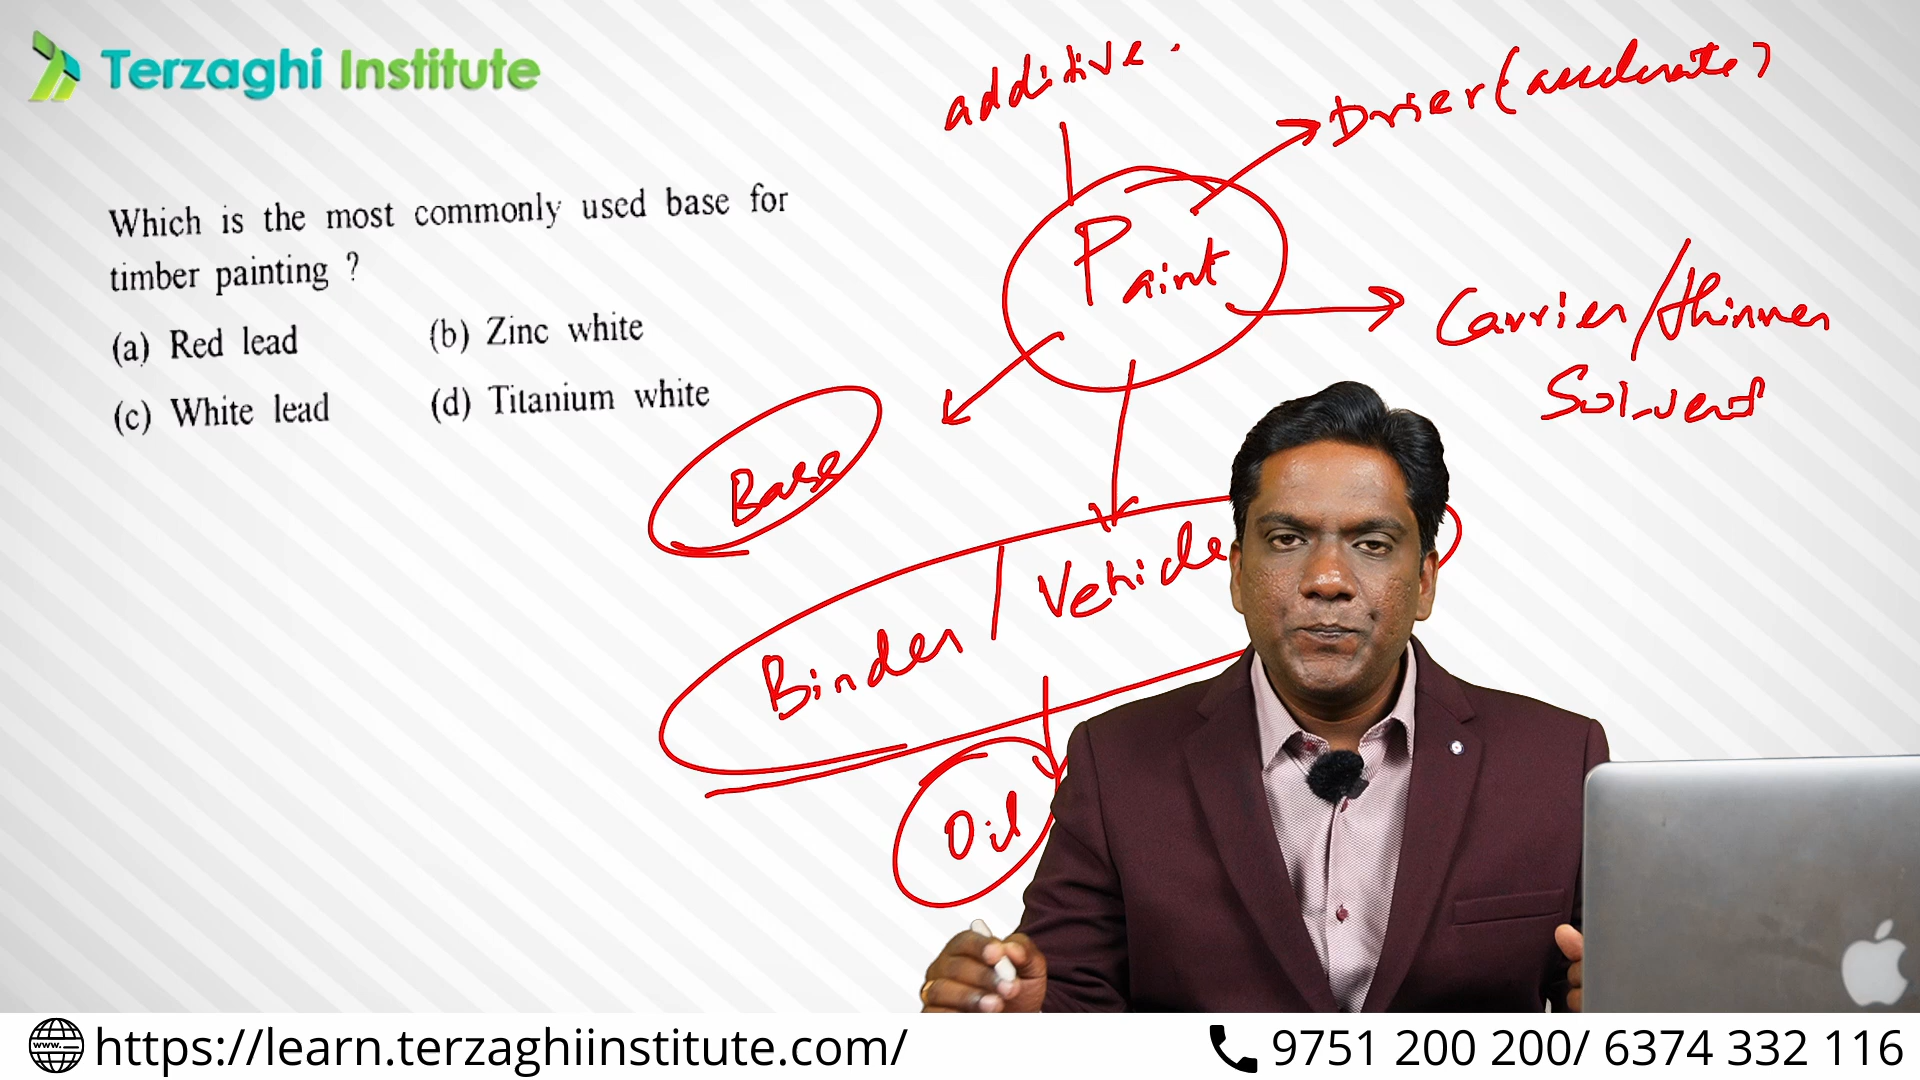 Terzaghi Institute
Which is the most commonly used base for
timber painting ?
(a) Red lead
(b) Zinc white
(c) White lead
(d) Titanium white
additive.
Drier (accelerate)
Paint
Carrier/thinner
Solvent
Base
Binder/Vehicle
Oil
www.
https://learn.terzaghiinstitute.com/
9751 200 200/ 6374 332 116